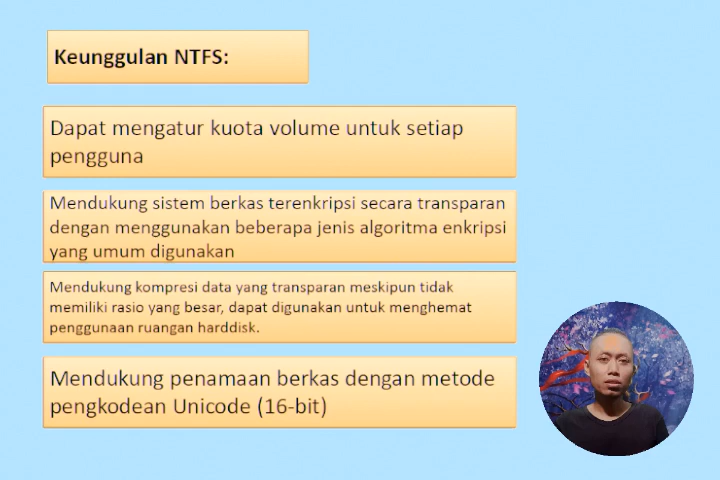 Keunggulan NTFS:
Dapat mengatur kuota volume untuk setiap
pengguna
Mendukung sistem berkas terenkripsi secara transparan
dengan menggunakan beberapa jenis algoritma enkripsi
yang umum digunakan
Mendukung kompresi data yang transparan meskipun tidak
memiliki rasio yang besar, dapat digunakan untuk menghemat
penggunaan ruangan harddisk.
Mendukung penamaan berkas dengan metode
pengkodean Unicode (16-bit)